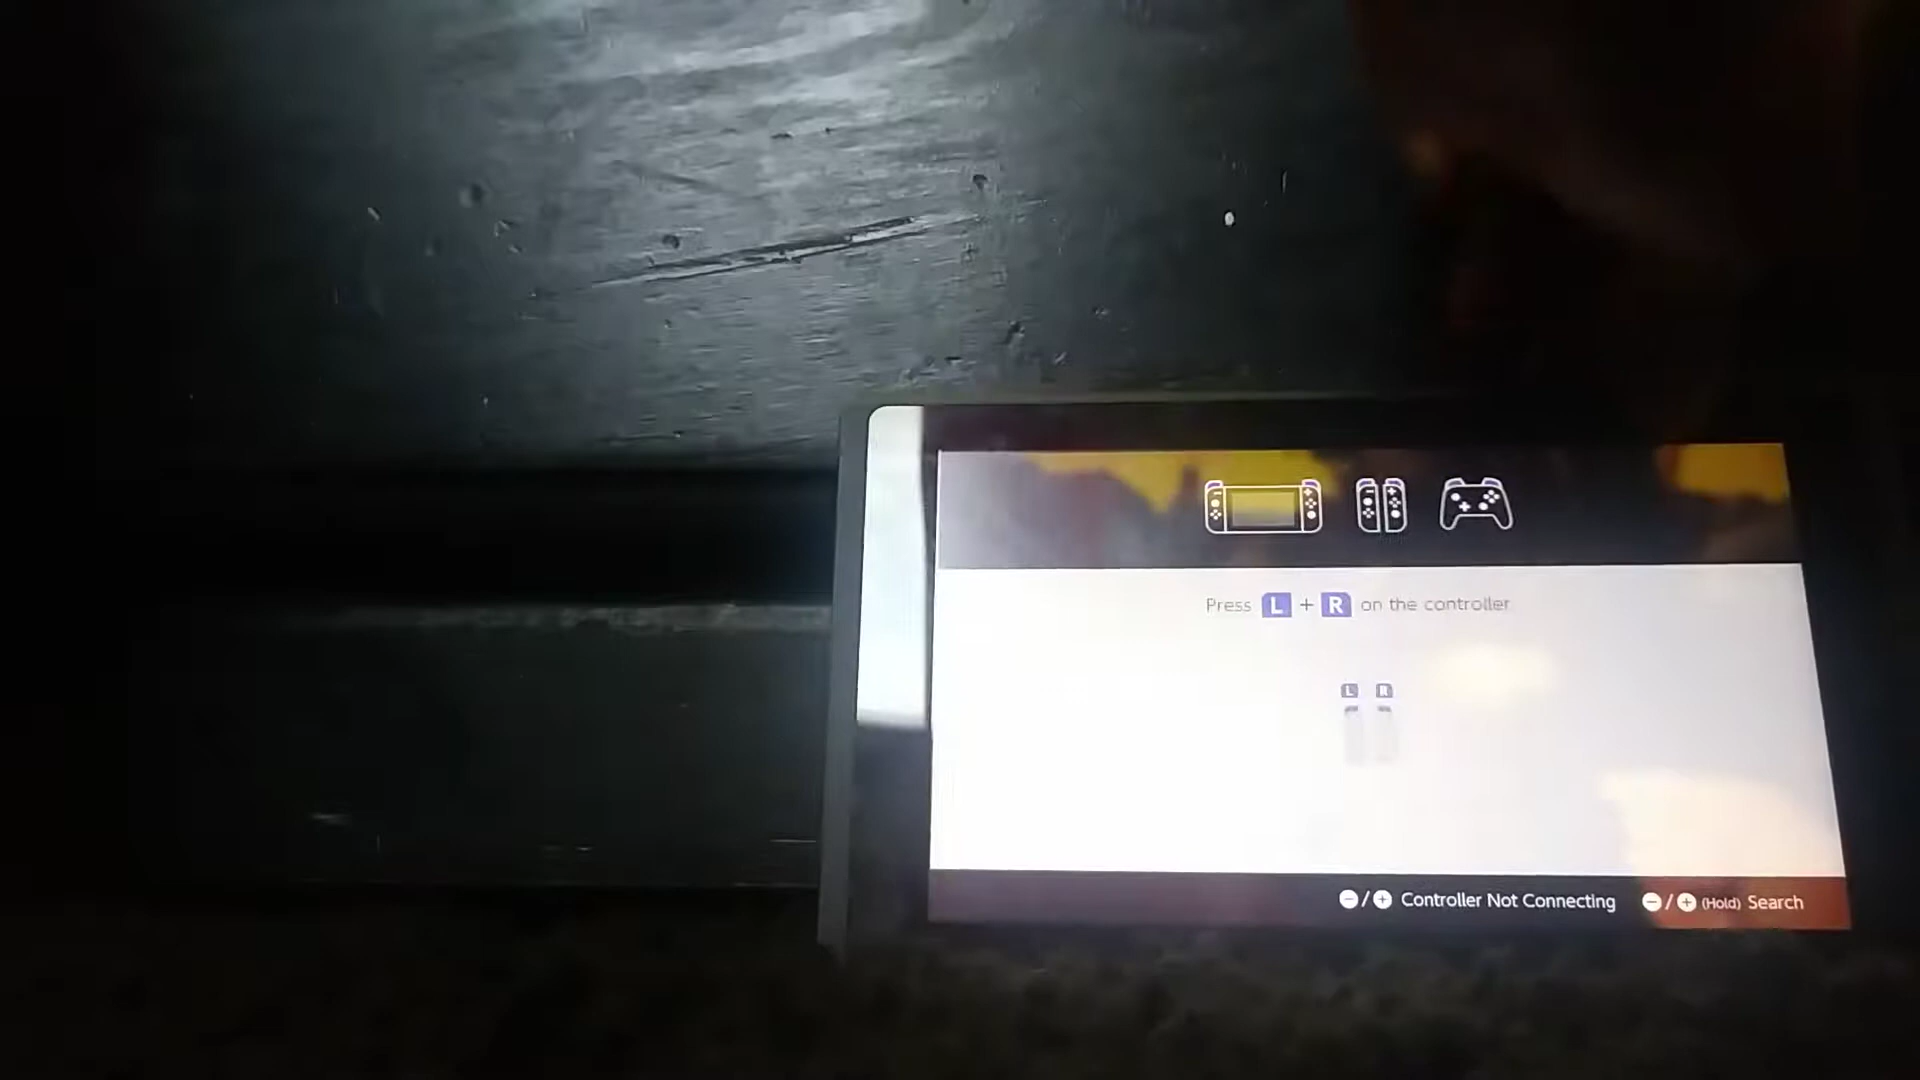 Press L + R on the controller
L R
-/+ Controller Not Connecting -/+ (Hold) Search